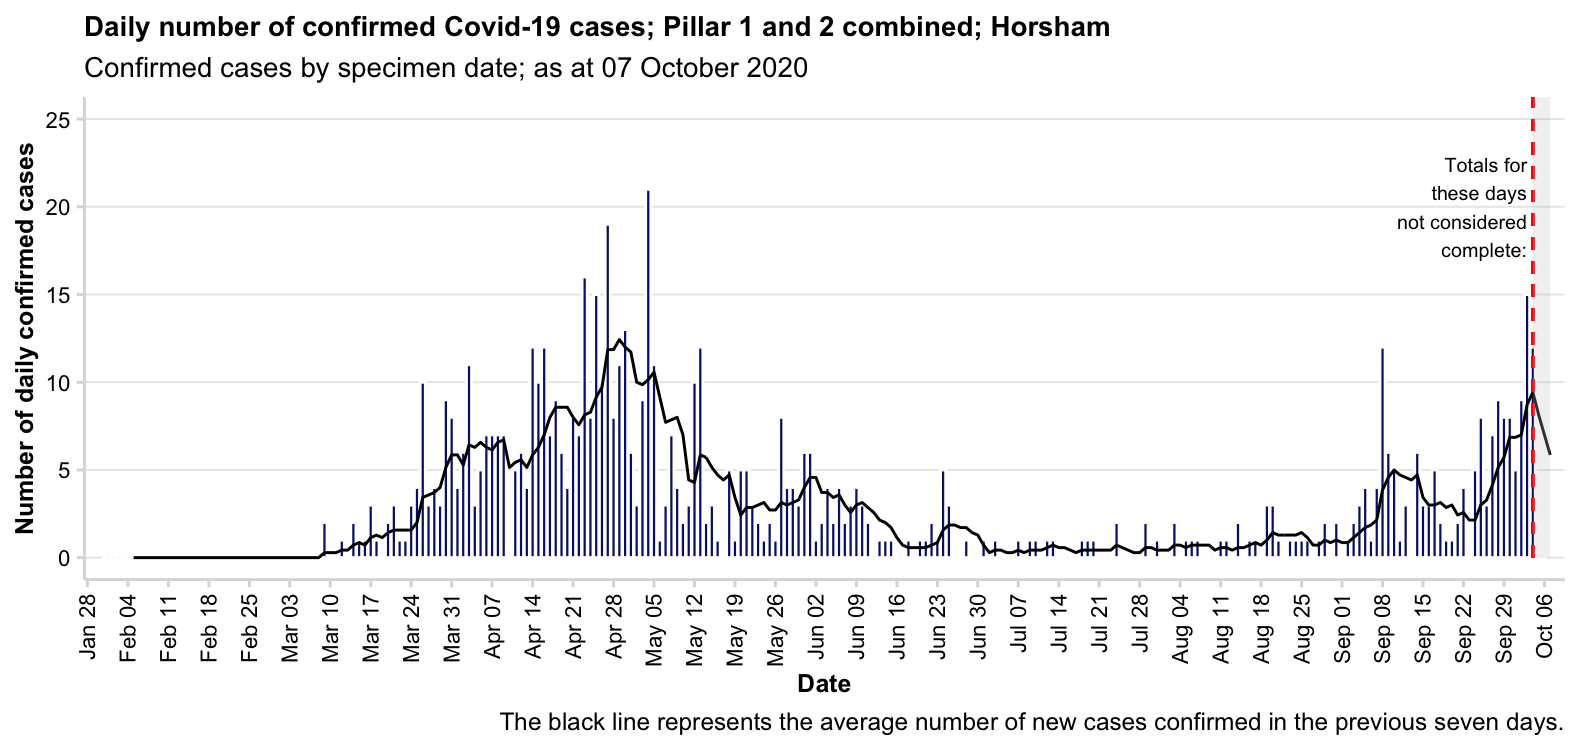 Daily number of confirmed Covid-19 cases; Pillar 1 and 2 combined; Horsham
Confirmed cases by specimen date; as at 07 October 2020
Number of daily confirmed cases
25
20
15
10
5
0
Totals for
these days
not considered
complete:
Jan 28
Feb 04
Feb 11
Feb 18
Feb 25
Mar 03
Mar 10
Mar 17
Mar 24
Mar 31
Apr 07
Apr 14
Apr 21
Apr 28
May 05
May 12
May 19
May 26
Jun 02
Jun 09
Jun 16
Jun 23
Jun 30
Jul 07
Jul 14
Jul 21
Jul 28
Aug 04
Aug 11
Aug 18
Aug 25
Sep 01
Sep 08
Sep 15
Sep 22
Sep 29
Oct 06
Date
The black line represents the average number of new cases confirmed in the previous seven days.